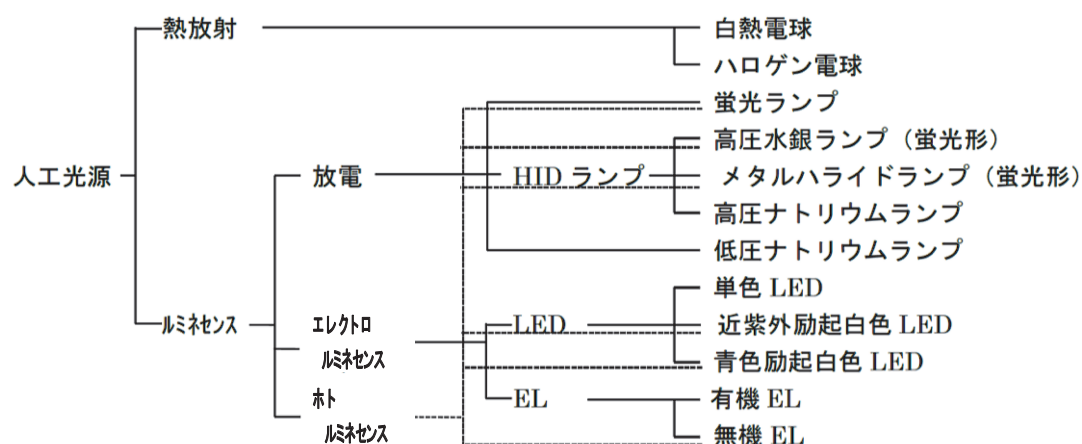 熱放射
白熱電球
ハロゲン電球
蛍光ランプ
高圧水銀ランプ（蛍光形）
人工光源
放電
HID ランプ
メタルハライドランプ（蛍光形）
高圧ナトリウムランプ
低圧ナトリウムランプ
単色 LED
ルミネセンス
エレクトロ
ルミネセンス
LED
近紫外励起白色 LED
青色励起白色 LED
ホト
ルミネセンス
EL
有機 EL
無機 EL